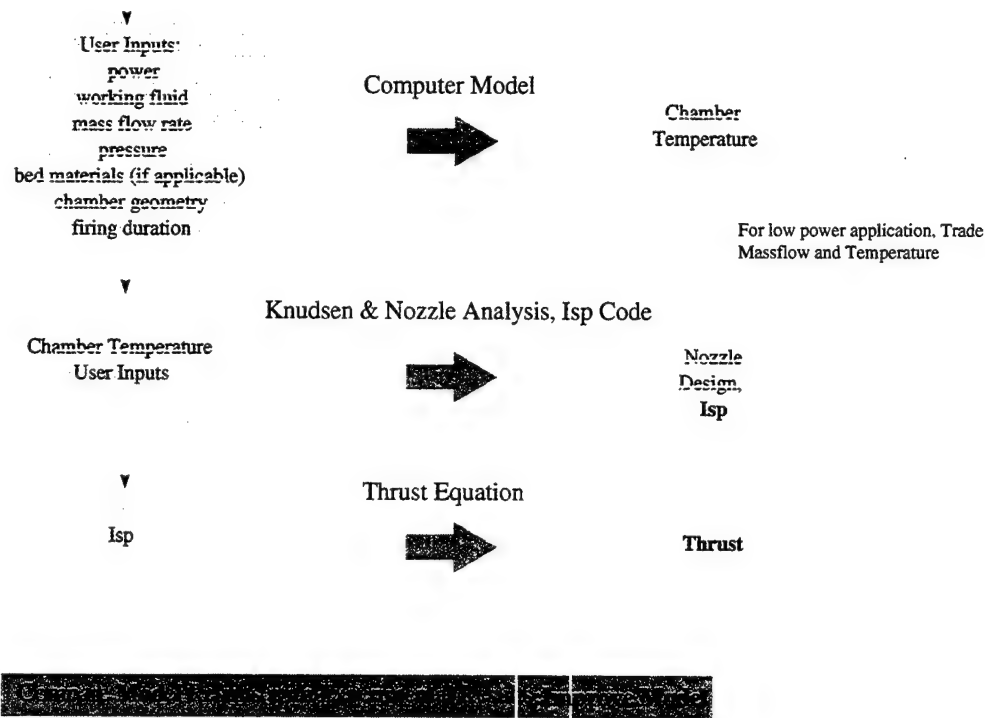 User Inputs:
power
working fluid
mass flow rate
pressure
bed materials (if applicable)
chamber geometry
firing duration
Computer Model
Chamber
Temperature
For low power application, Trade
Massflow and Temperature
Knudsen & Nozzle Analysis, Isp Code
Chamber Temperature
User Inputs
Nozzle
Design,
Isp
Thrust Equation
Isp
Thrust